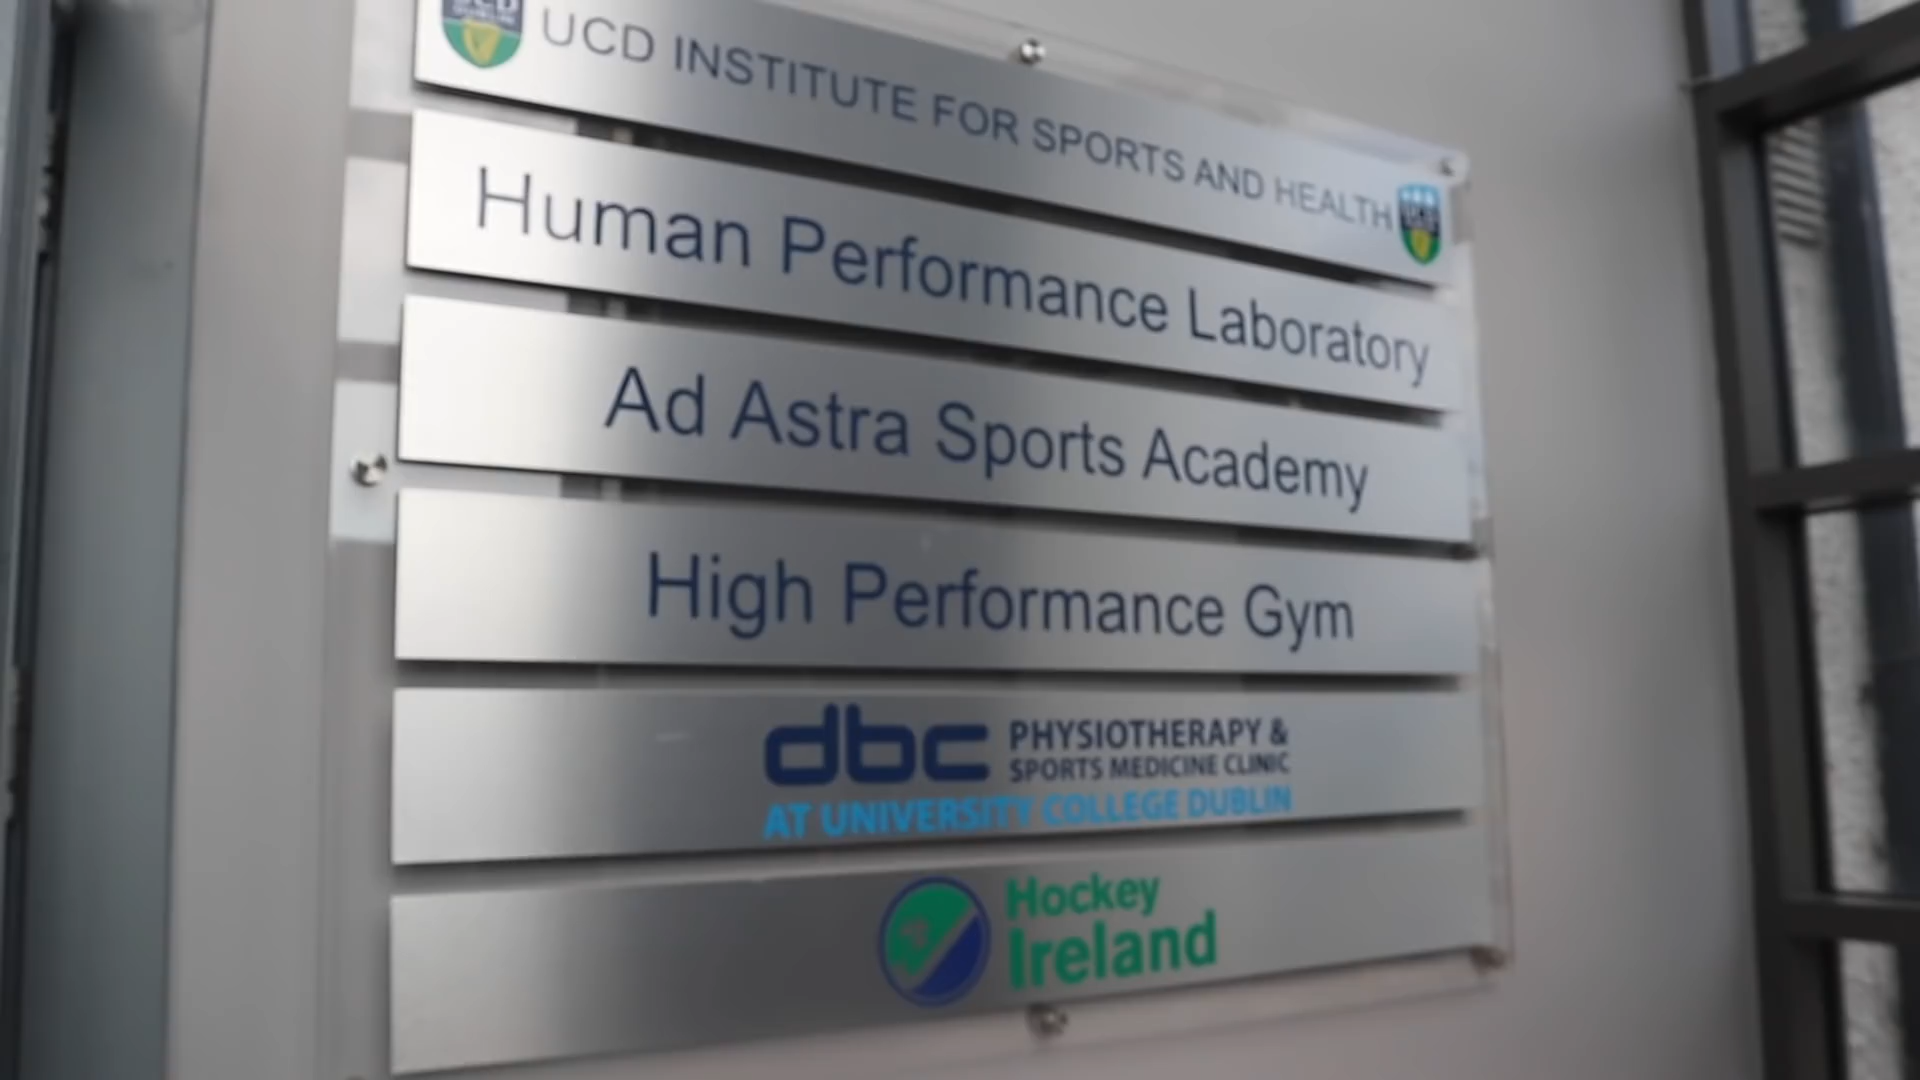 UCD INSTITUTE FOR SPORTS AND HEALTH
Human Performance Laboratory
Ad Astra Sports Academy
High Performance Gym
dbc PHYSIOTHERAPY &
SPORTS MEDICINE CLINIC
AT UNIVERSITY COLLEGE DUBLIN
Hockey
Ireland